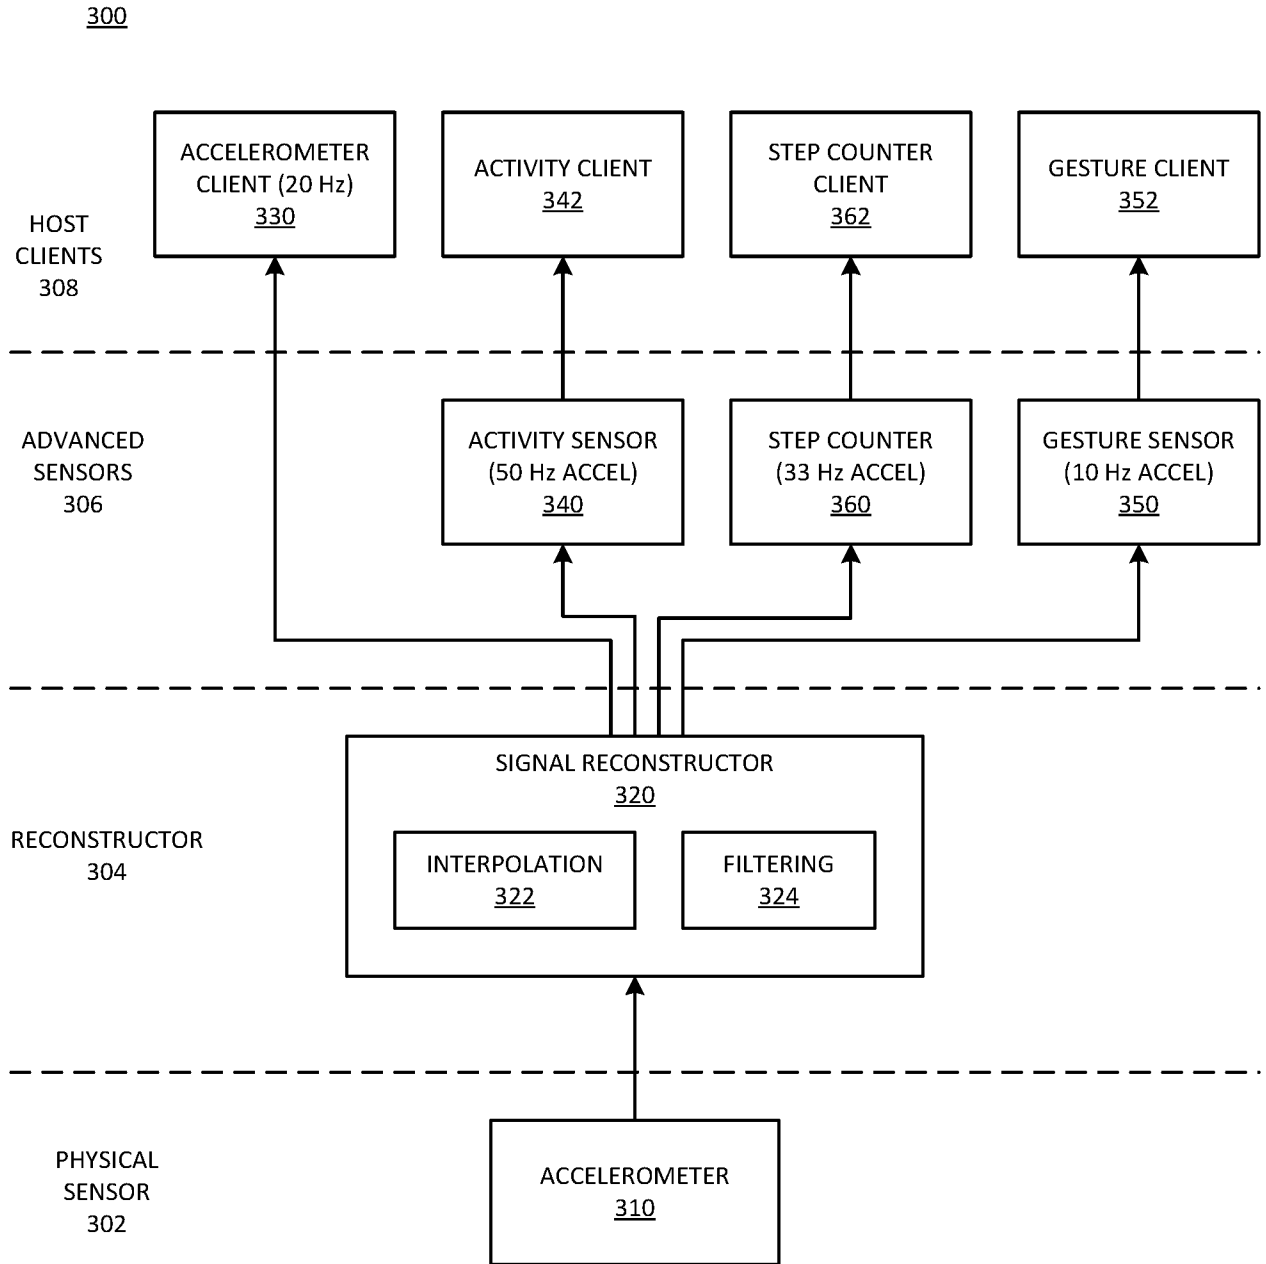 300
ACCELEROMETER
CLIENT (20 Hz)
330
ACTIVITY CLIENT
342
STEP COUNTER
CLIENT
362
GESTURE CLIENT
352
HOST
CLIENTS
308
ADVANCED
SENSORS
306
ACTIVITY SENSOR
(50 Hz ACCEL)
340
STEP COUNTER
(33 Hz ACCEL)
360
GESTURE SENSOR
(10 Hz ACCEL)
350
RECONSTRUCTOR
304
SIGNAL RECONSTRUCTOR
320
INTERPOLATION
322
FILTERING
324
PHYSICAL
SENSOR
302
ACCELEROMETER
310